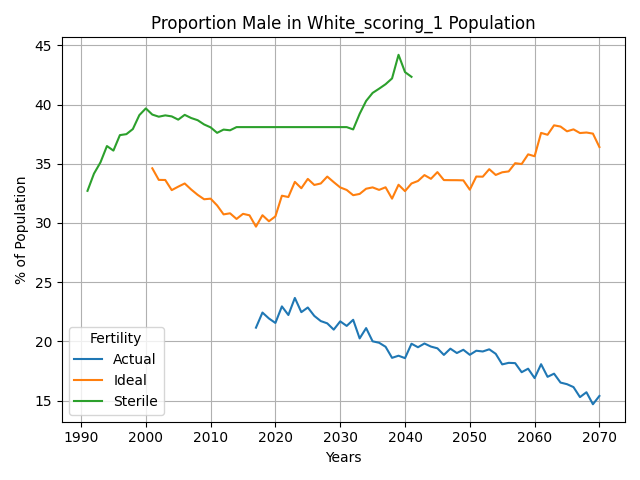 Proportion Male in White_scoring_1 Population
% of Population
45
40
35
30
25
20
15
Fertility
Actual
Ideal
Sterile
1990 2000 2010 2020 2030 2040 2050 2060 2070
Years